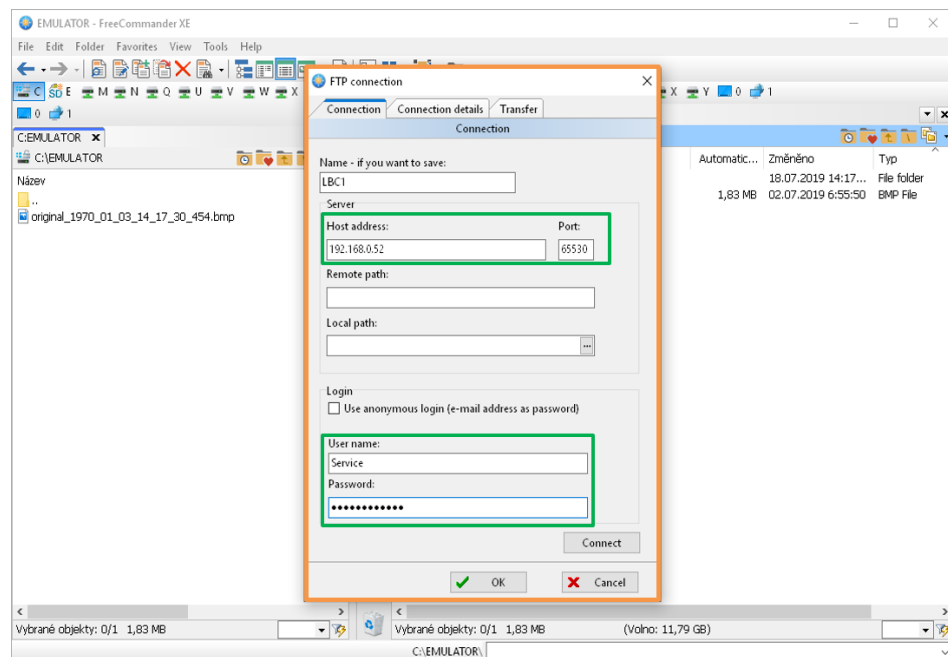 EMULATOR - FreeCommander XE
File Edit Folder Favorites View Tools Help
C E M N Q U V W X
X Y 0 1
0 1
C:EMULATOR
C:\EMULATOR
Název
..
original_1970_01_03_14_17_30_454.bmp
Automatic... Změněno Typ
18.07.2019 14:17... File folder
1,83 MB 02.07.2019 6:55:50 BMP File
FTP connection
Connection Connection details Transfer
Connection
Name - if you want to save:
LBC1
Server
Host address: Port:
192.168.0.52 65530
Remote path:
Local path:
...
Login
Use anonymous login (e-mail address as password)
User name:
Service
Password:
••••••••••••
Connect
OK Cancel
Vybrané objekty: 0/1 1,83 MB
Vybrané objekty: 0/1 1,83 MB (Volno: 11,79 GB)
C:\EMULATOR\